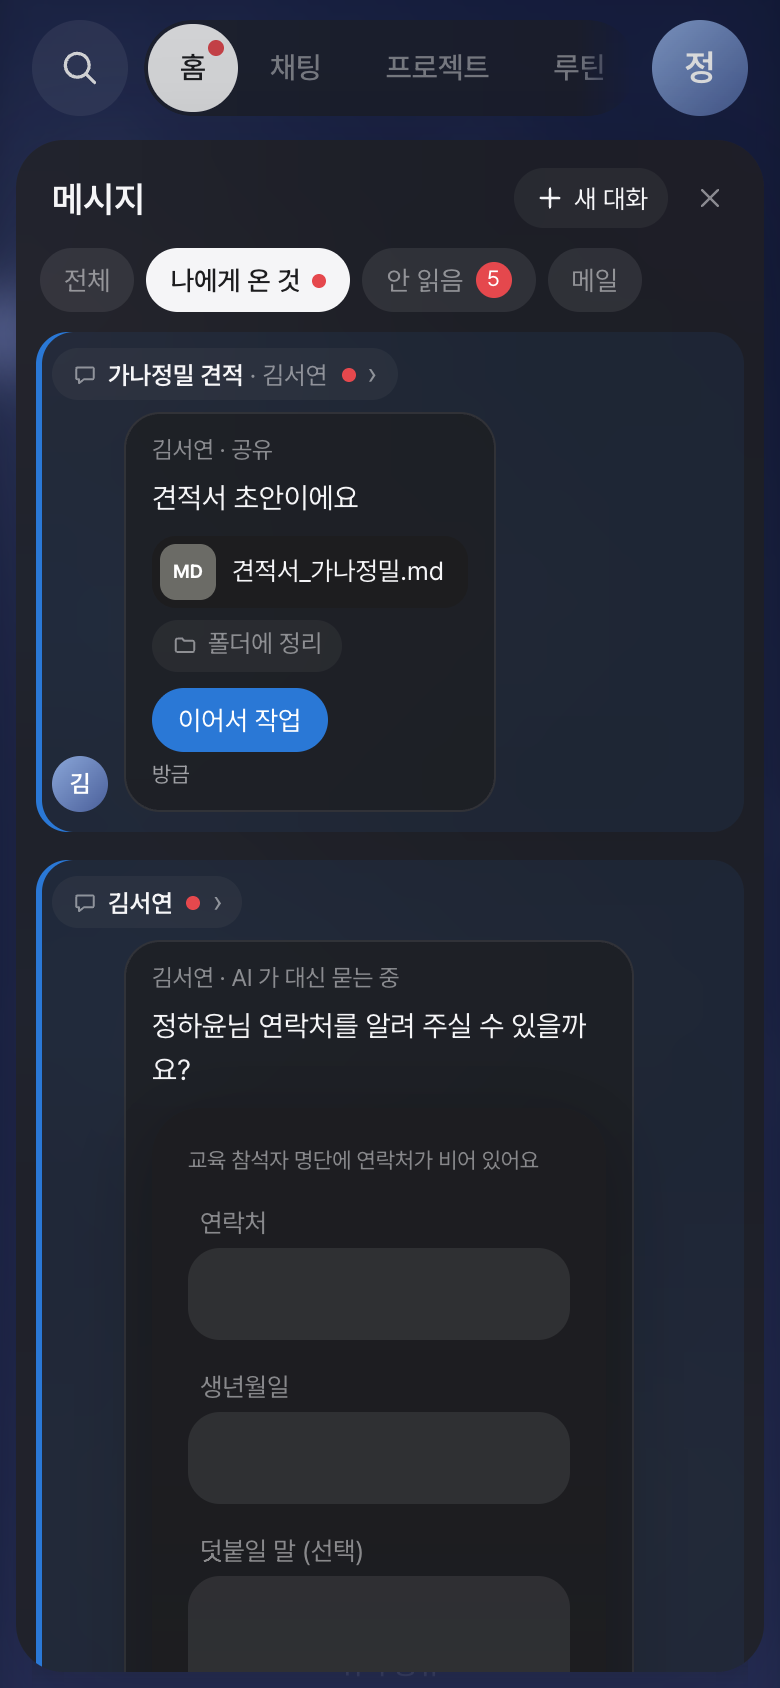 홈
채팅
프로젝트
루틴
정
메시지
새 대화
전체
나에게 온 것
안 읽음 5
메일
가나정밀 견적 · 김서연
김서연 · 공유
견적서 초안이에요
MD 견적서_가나정밀.md
폴더에 정리
이어서 작업
방금
김
김서연
김서연 · AI 가 대신 묻는 중
정하윤님 연락처를 알려 주실 수 있을까
요?
교육 참석자 명단에 연락처가 비어 있어요
연락처
생년월일
덧붙일 말 (선택)